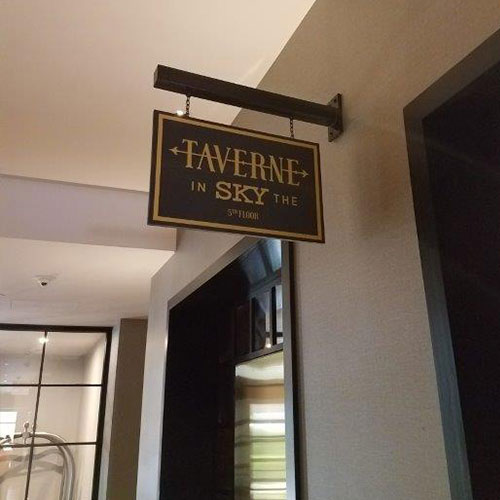 TAVERNE
IN SKY THE
5TH FLOOR